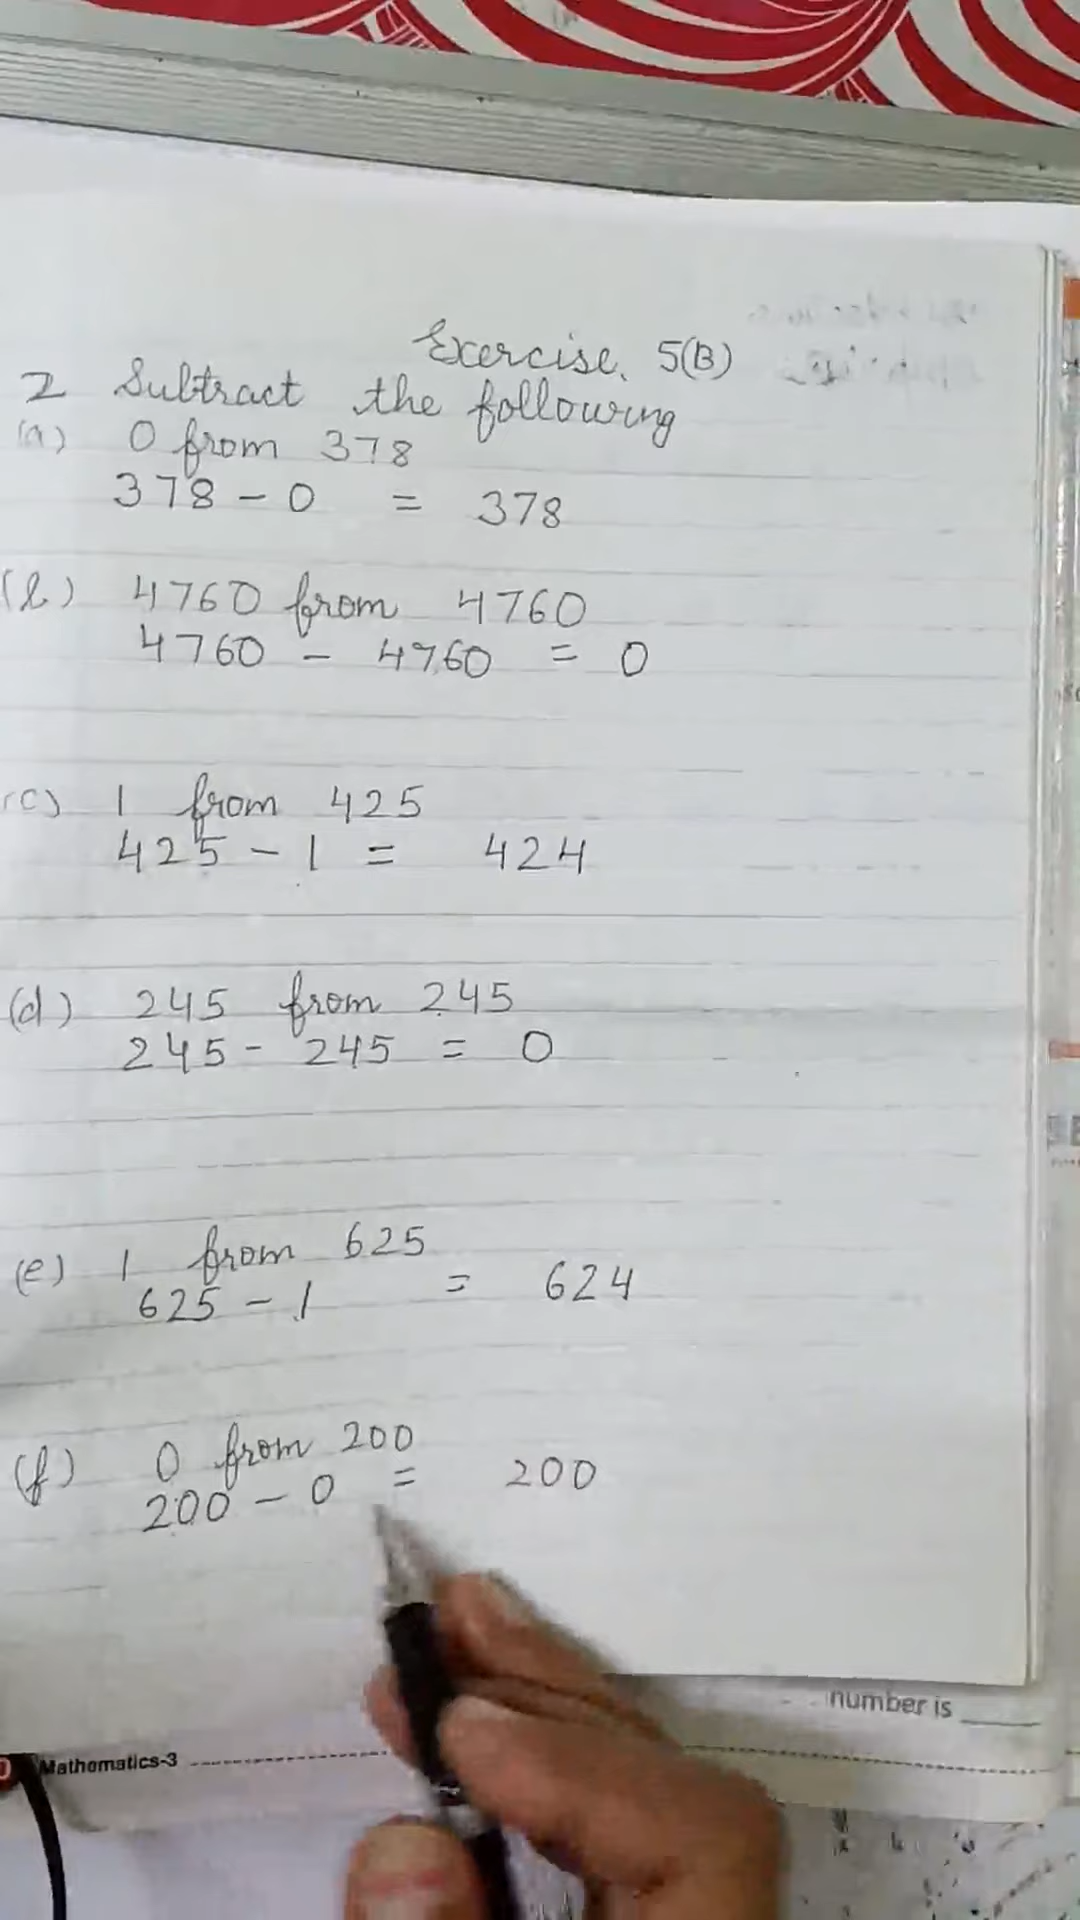 Exercise. 5(B)
2 Subtract the following
(a) 0 from 378
378 - 0 = 378
(b) 4760 from 4760
4760 - 4760 = 0
(c) 1 from 425
425 - 1 = 424
(d) 245 from 245
245 - 245 = 0
(e) 1 from 625
625 - 1 = 624
(f) 0 from 200
200 - 0 = 200
number is ____
Mathematics-3